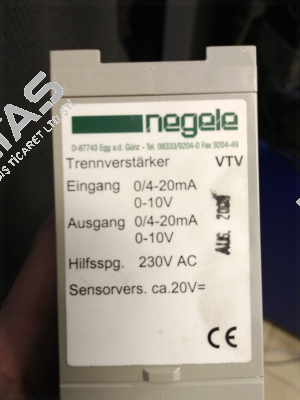 negele
D-87743 Egg a.d. Günz - Tel. 08333/9204-0 Fax 9204-49
Trennverstärker VTV
Eingang 0/4-20mA
0-10V
Ausgang 0/4-20mA
0-10V
AUG.
Hilfsspg. 230V AC
Sensorvers. ca.20V=
CE